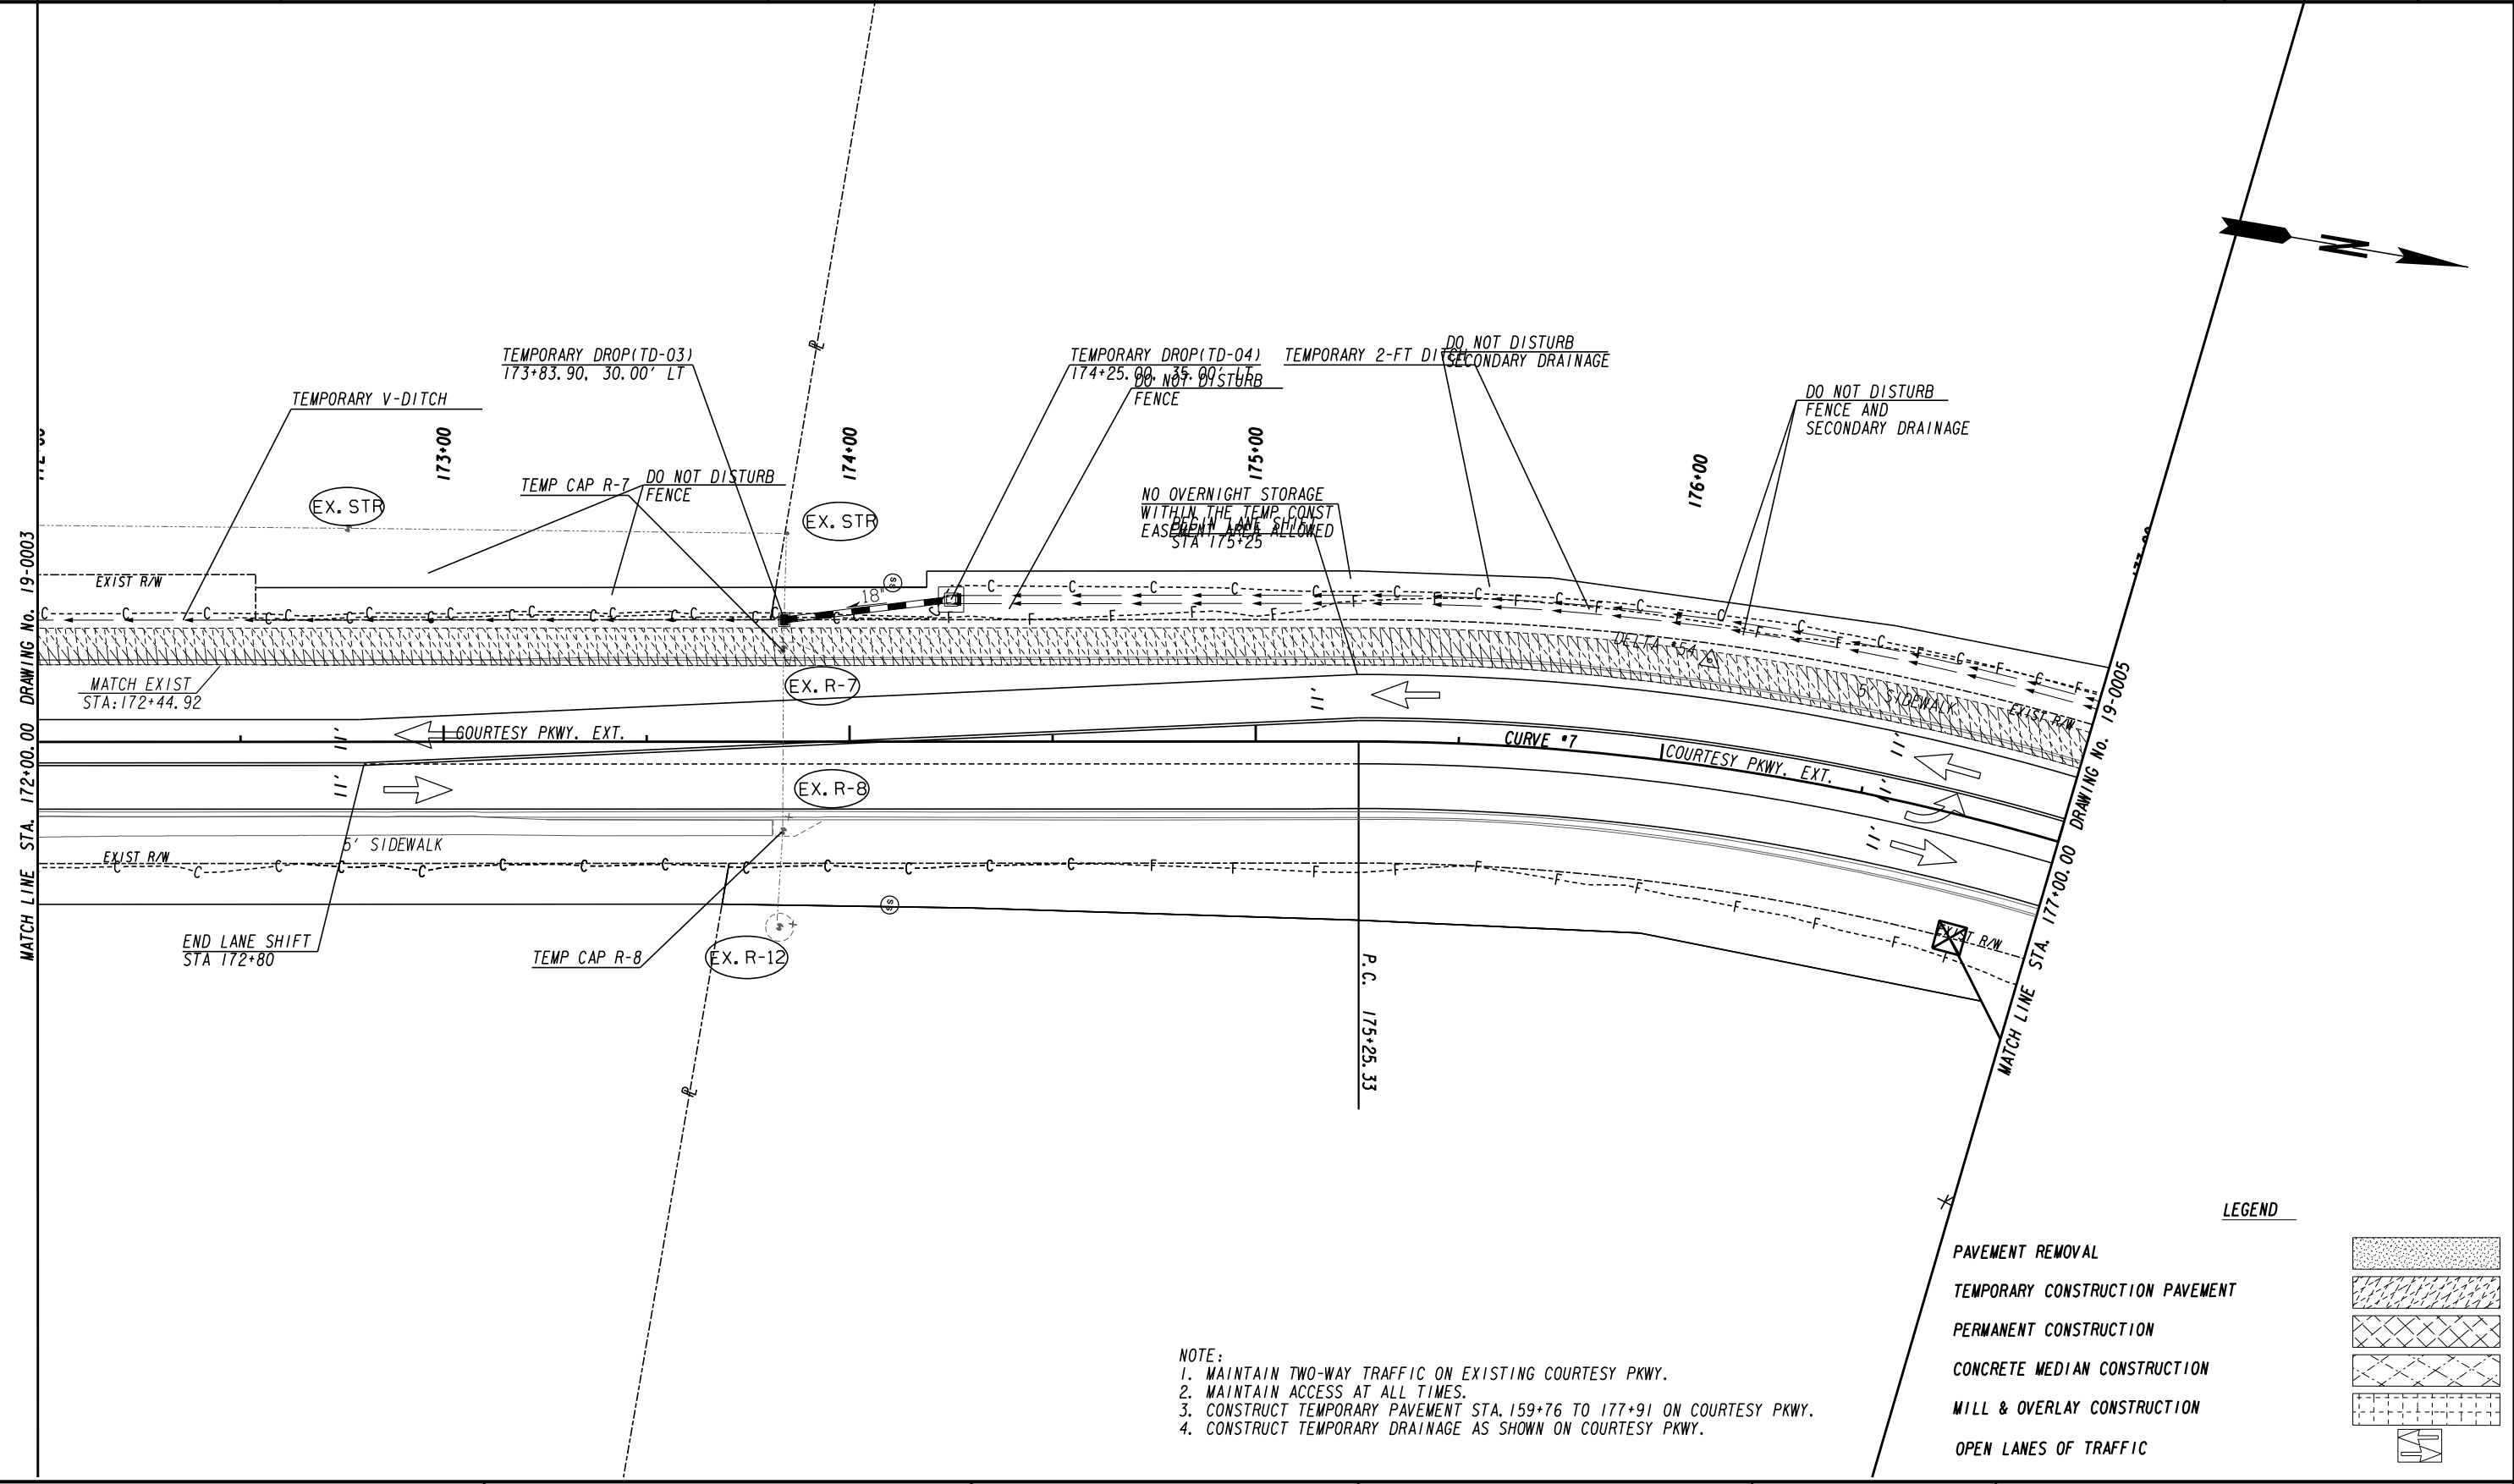 TEMPORARY DROP(TD-03)
173+83.90, 30.00' LT
TEMPORARY DROP(TD-04)
174+25.00, 35.00' LT
DO NOT DISTURB
FENCE
TEMPORARY 2-FT DITCH
DO NOT DISTURB
SECONDARY DRAINAGE
DO NOT DISTURB
FENCE AND
SECONDARY DRAINAGE
TEMPORARY V-DITCH
173+00
174+00
175+00
176+00
TEMP CAP R-7
DO NOT DISTURB
FENCE
NO OVERNIGHT STORAGE
WITHIN THE TEMP CONST
EASEMENT AREA ALLOWED
BEGIN LANE SHIFT
STA 175+25
EX. STR
EX. STR
N
PL
EXIST R/W
18"
SS
DELTA #54
5' SIDEWALK
EXIST R/W
MATCH EXIST
STA:172+44.92
EX. R-7
11'
11'
COURTESY PKWY. EXT.
CURVE #7
COURTESY PKWY. EXT.
11'
11'
11'
11'
EX. R-8
5' SIDEWALK
EXIST R/W
EXIST R/W
SS
END LANE SHIFT
STA 172+80
TEMP CAP R-8
EX. R-12
P.C. 175+25.33
PL
MATCH LINE STA. 172+00.00 DRAWING No. 19-0003
MATCH LINE STA. 177+00.00 DRAWING No. 19-0005
NOTE:
1. MAINTAIN TWO-WAY TRAFFIC ON EXISTING COURTESY PKWY.
2. MAINTAIN ACCESS AT ALL TIMES.
3. CONSTRUCT TEMPORARY PAVEMENT STA.159+76 TO 177+91 ON COURTESY PKWY.
4. CONSTRUCT TEMPORARY DRAINAGE AS SHOWN ON COURTESY PKWY.
LEGEND
PAVEMENT REMOVAL
TEMPORARY CONSTRUCTION PAVEMENT
PERMANENT CONSTRUCTION
CONCRETE MEDIAN CONSTRUCTION
MILL & OVERLAY CONSTRUCTION
OPEN LANES OF TRAFFIC